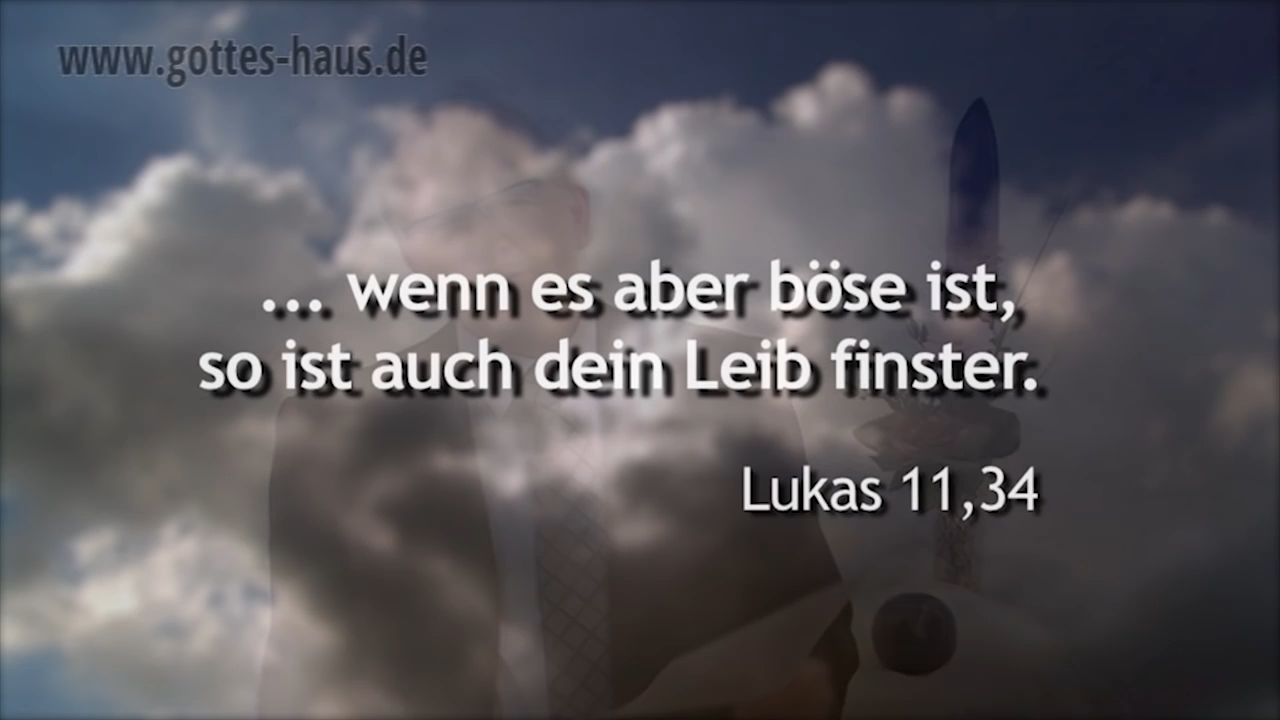 www.gottes-haus.de
... wenn es aber böse ist,
so ist auch dein Leib finster.
Lukas 11,34